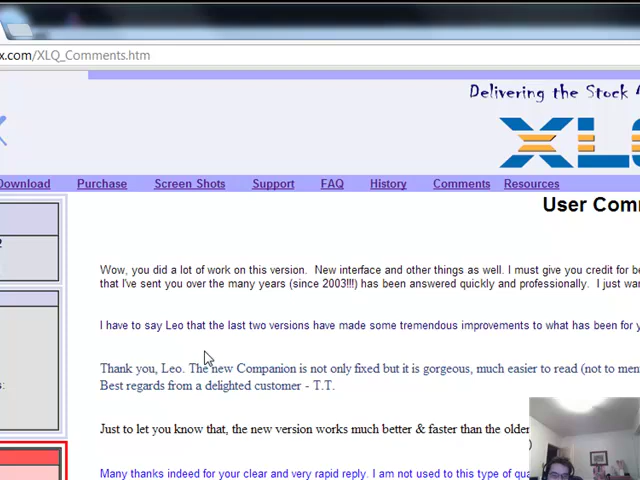 x.com/XLQ_Comments.htm
Delivering the Stock
XL
Download Purchase Screen Shots Support FAQ History Comments Resources
User Com
Wow, you did a lot of work on this version. New interface and other things as well. I must give you credit for
that I've sent you over the many years (since 2003!!!) has been answered quickly and professionally. I just
I have to say Leo that the last two versions have made some tremendous improvements to what has been for
Thank you, Leo. The new Companion is not only fixed but it is gorgeous, much easier to read (not to
Best regards from a delighted customer - T.T.
Just to let you know that, the new version works much better & faster than the older
Many thanks indeed for your clear and very rapid reply. I am not used to this type of